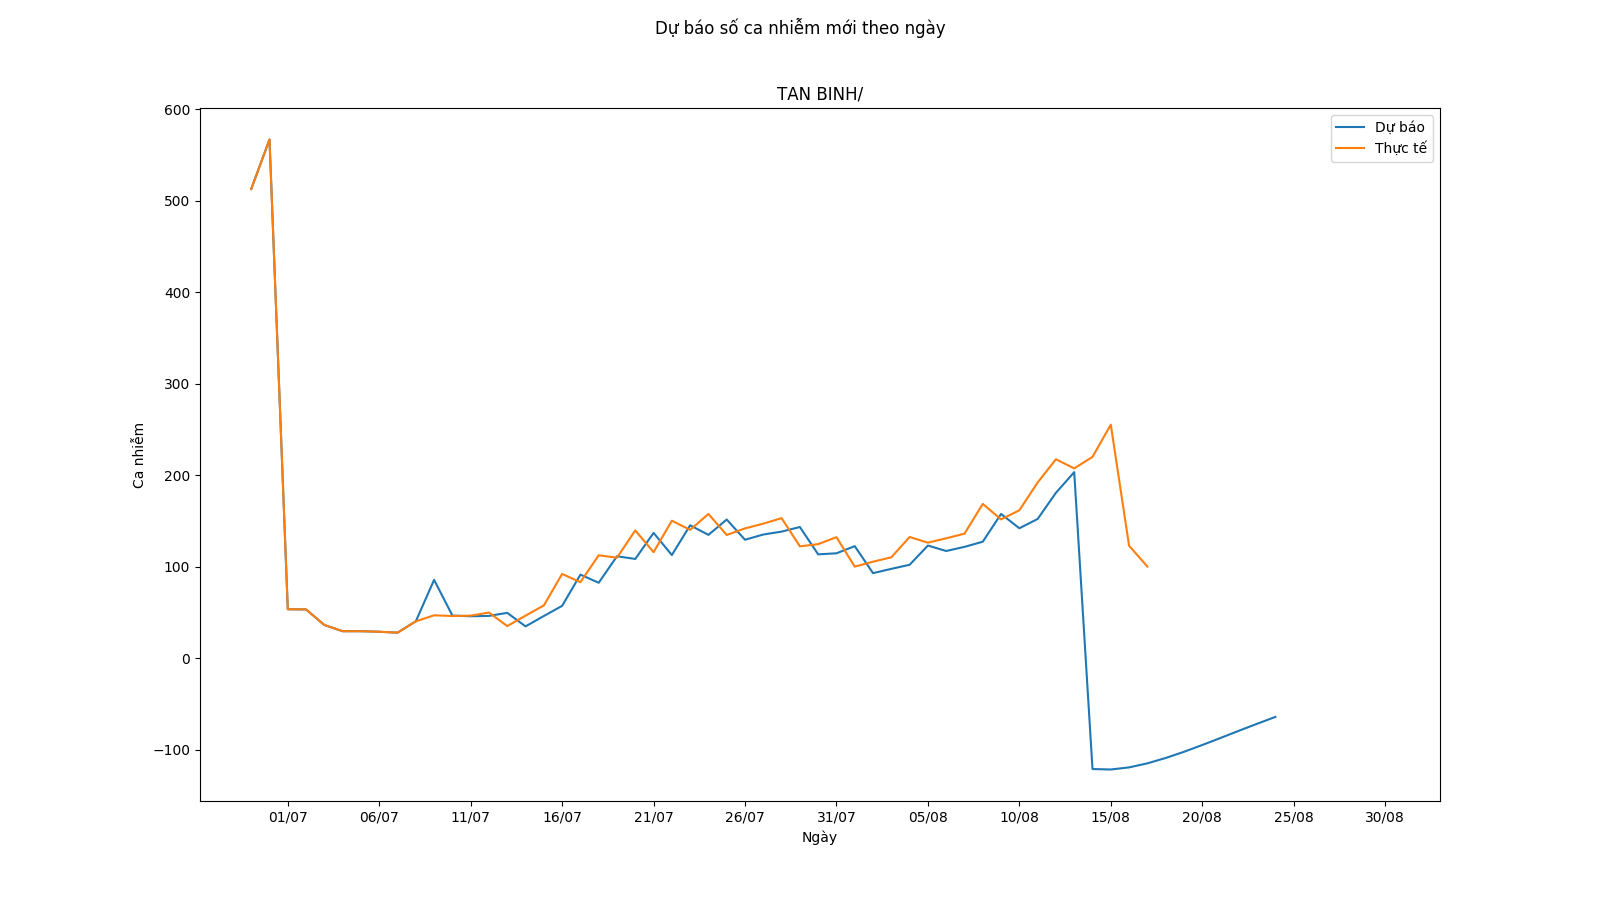 Dự báo số ca nhiễm mới theo ngày
TAN BINH/
Dự báo
Thực tế
600
500
400
300
200
100
0
−100
Ca nhiễm
01/07 06/07 11/07 16/07 21/07 26/07 31/07 05/08 10/08 15/08 20/08 25/08 30/08
Ngày